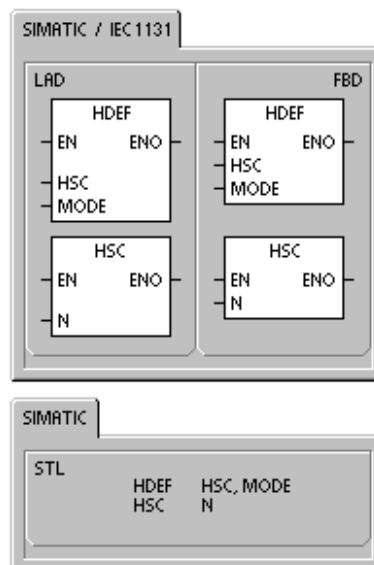 SIMATIC / IEC 1131
LAD
HDEF
EN ENO
HSC
MODE
HSC
EN ENO
N
FBD
HDEF
EN ENO
HSC
MODE
HSC
EN ENO
N
SIMATIC
STL
HDEF HSC, MODE
HSC N